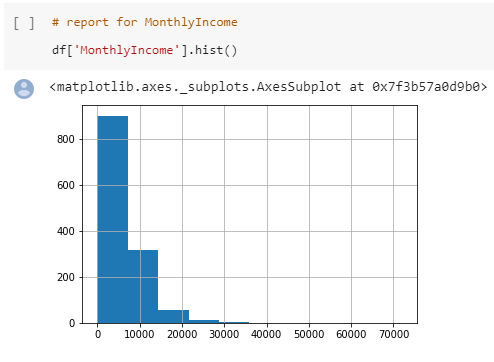 [ ] # report for MonthlyIncome
df['MonthlyIncome'].hist()
<matplotlib.axes._subplots.AxesSubplot at 0x7f3b57a0d9b0>
800
600
400
200
0
0 10000 20000 30000 40000 50000 60000 70000